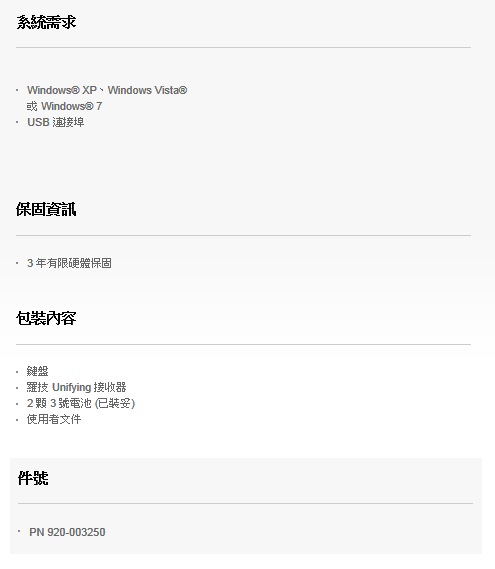 系統需求
· Windows® XP、Windows Vista®
或 Windows® 7
· USB 連接埠
保固資訊
· 3 年有限硬體保固
包裝內容
· 鍵盤
· 羅技 Unifying 接收器
· 2 顆 3 號電池 (已裝妥)
· 使用者文件
件號
· PN 920-003250